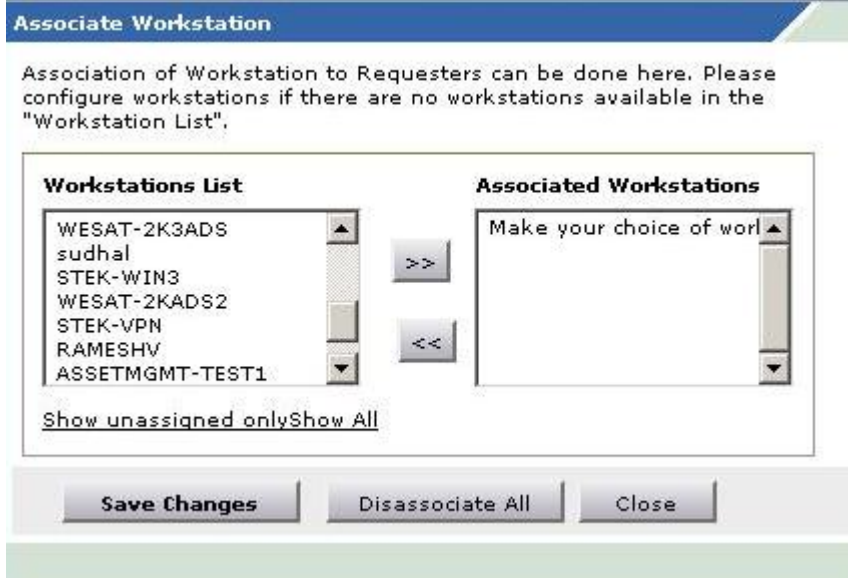 Associate Workstation
Association of Workstation to Requesters can be done here. Please
configure workstations if there are no workstations available in the
"Workstation List".
Workstations List
WESAT-2K3ADS
sudhal
STEK-WIN3
WESAT-2KADS2
STEK-VPN
RAMESHV
ASSETMGMT-TEST1
>>
<<
Associated Workstations
Make your choice of
Show unassigned onlyShow All
Save Changes
Disassociate All
Close